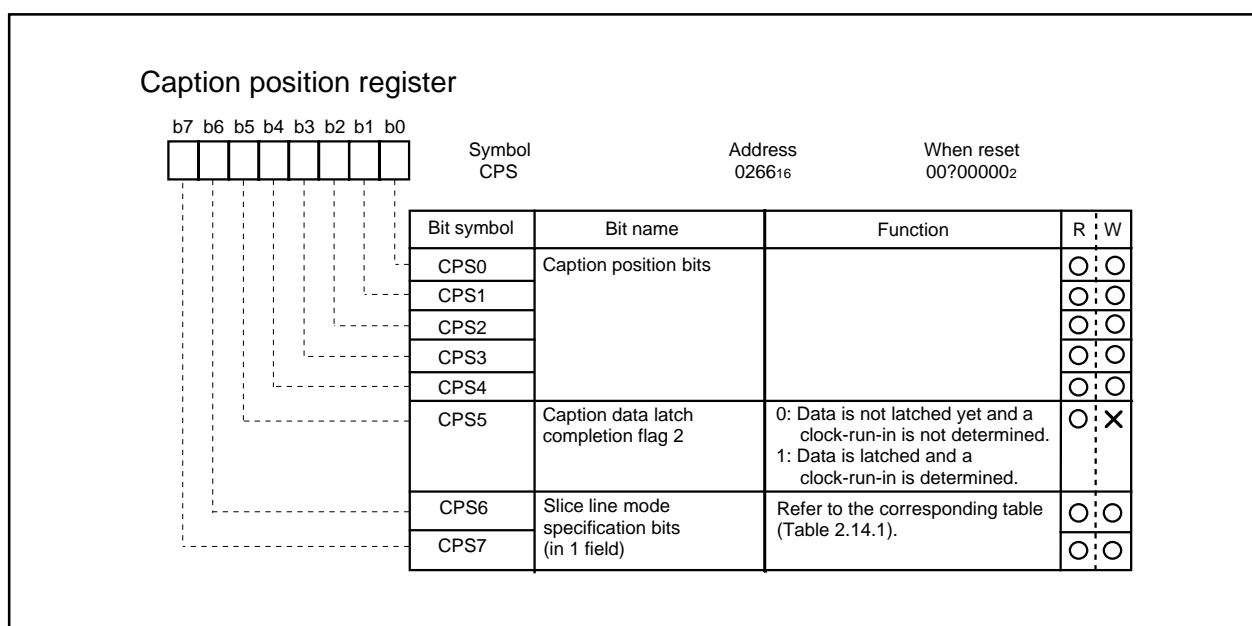 Caption position register
b7 b6 b5 b4 b3 b2 b1 b0
Symbol Address When reset
CPS 026616 00?000002
Bit symbol Bit name Function R W
CPS0 Caption position bits
CPS1
CPS2
CPS3
CPS4
CPS5 Caption data latch 0: Data is not latched yet and a
completion flag 2 clock-run-in is not determined.
1: Data is latched and a
clock-run-in is determined.
CPS6 Slice line mode Refer to the corresponding table
specification bits (Table 2.14.1).
CPS7 (in 1 field)